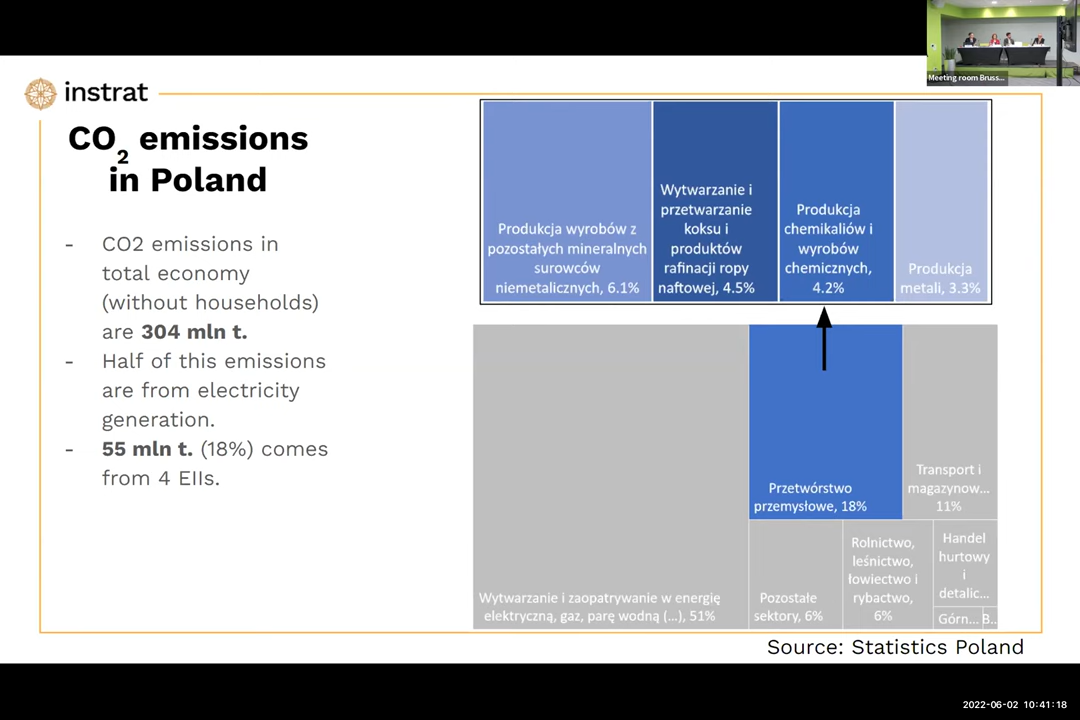 Meeting room Bruss...
instrat
CO2 emissions
in Poland
- CO2 emissions in
total economy
(without households)
are 304 mln t.
- Half of this emissions
are from electricity
generation.
- 55 mln t. (18%) comes
from 4 EIIs.
Produkcja wyrobów z
pozostałych mineralnych
surowców
niemetalicznych, 6.1%
Wytwarzanie i
przetwarzanie
koksu i
produktów
rafinacji ropy
naftowej, 4.5%
Produkcja
chemikaliów i
wyrobów
chemicznych,
4.2%
Produkcja
metali, 3.3%
Wytwarzanie i zaopatrywanie w energię
elektryczną, gaz, parę wodną (...), 51%
Przetwórstwo
przemysłowe, 18%
Transport i
magazynow...
11%
Pozostałe
sektory, 6%
Rolnictwo,
leśnictwo,
łowiectwo i
rybactwo,
6%
Handel
hurtowy
i
detalic...
Górn...
B...
Source: Statistics Poland
2022-06-02 10:41:18